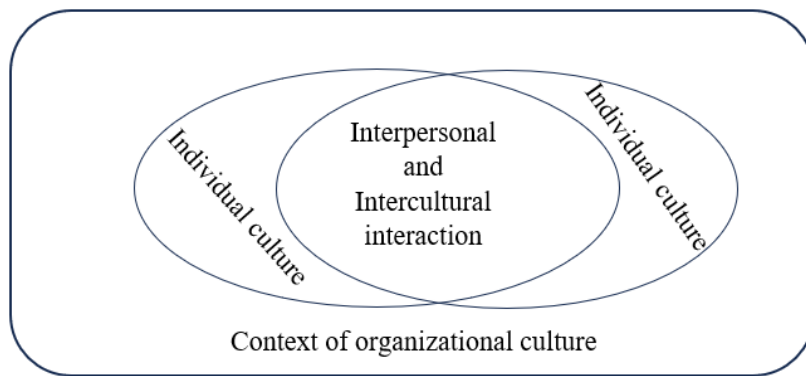 Individual culture
Interpersonal
and
Intercultural
interaction
Individual culture
Context of organizational culture